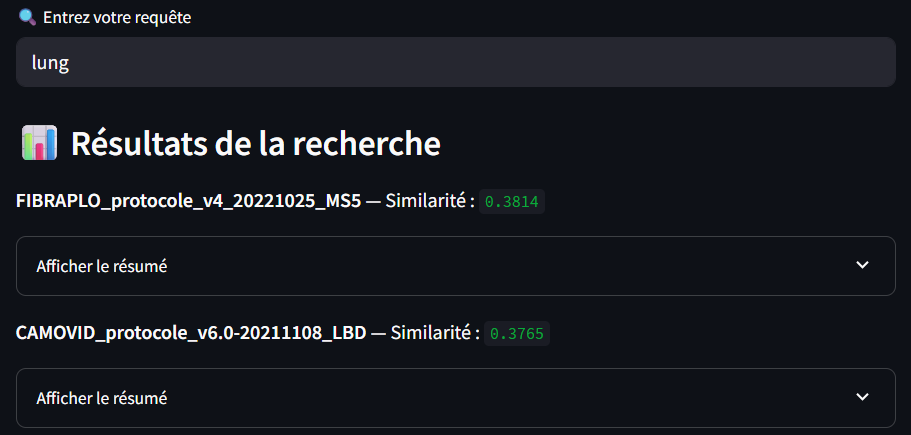 Entrez votre requête
lung
Résultats de la recherche
FIBRAPLO_protocole_v4_20221025_MS5 — Similarité : 0.3814
Afficher le résumé
CAMOVID_protocole_v6.0-20211108_LBD — Similarité : 0.3765
Afficher le résumé